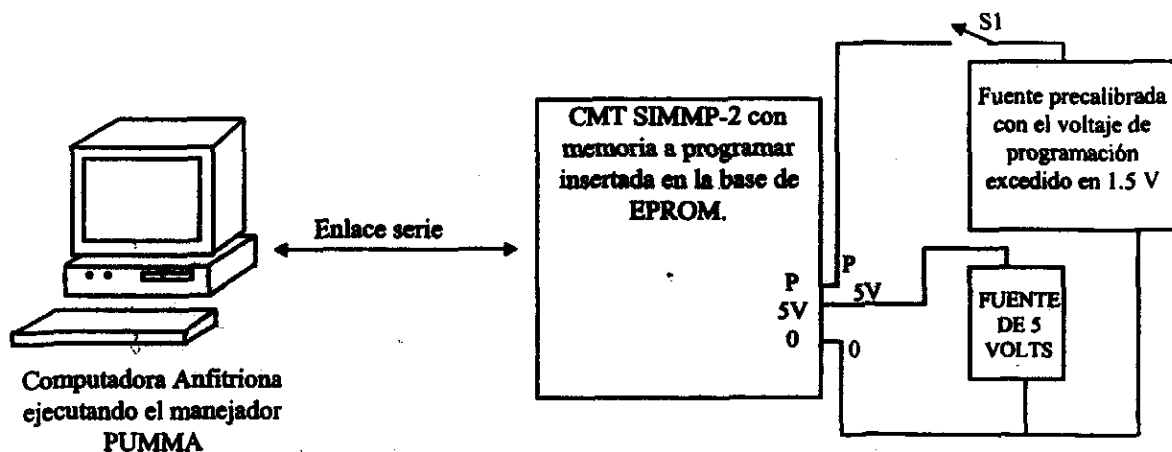 S1
Fuente precalibrada
con el voltaje de
programación
excedido en 1.5 V
CMT SIMMP-2 con
memoria a programar
insertada en la base de
EPROM.
Enlace serie
P
P
5V
5V
0
0
FUENTE
DE 5
VOLTS
Computadora Anfitriona
ejecutando el manejador
PUMMA